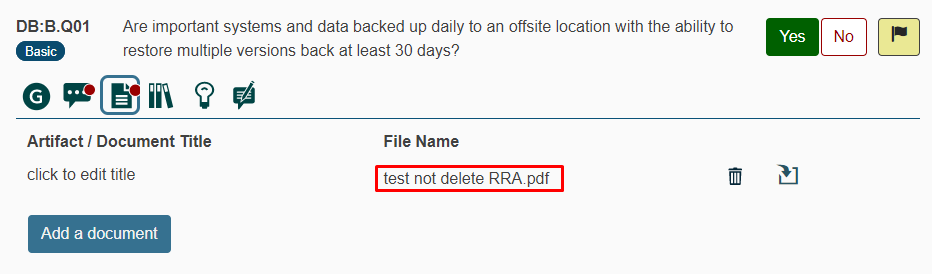 DB:B.Q01
Basic
Are important systems and data backed up daily to an offsite location with the ability to
restore multiple versions back at least 30 days?
Yes
No
G
Artifact / Document Title
File Name
click to edit title
test not delete RRA.pdf
Add a document